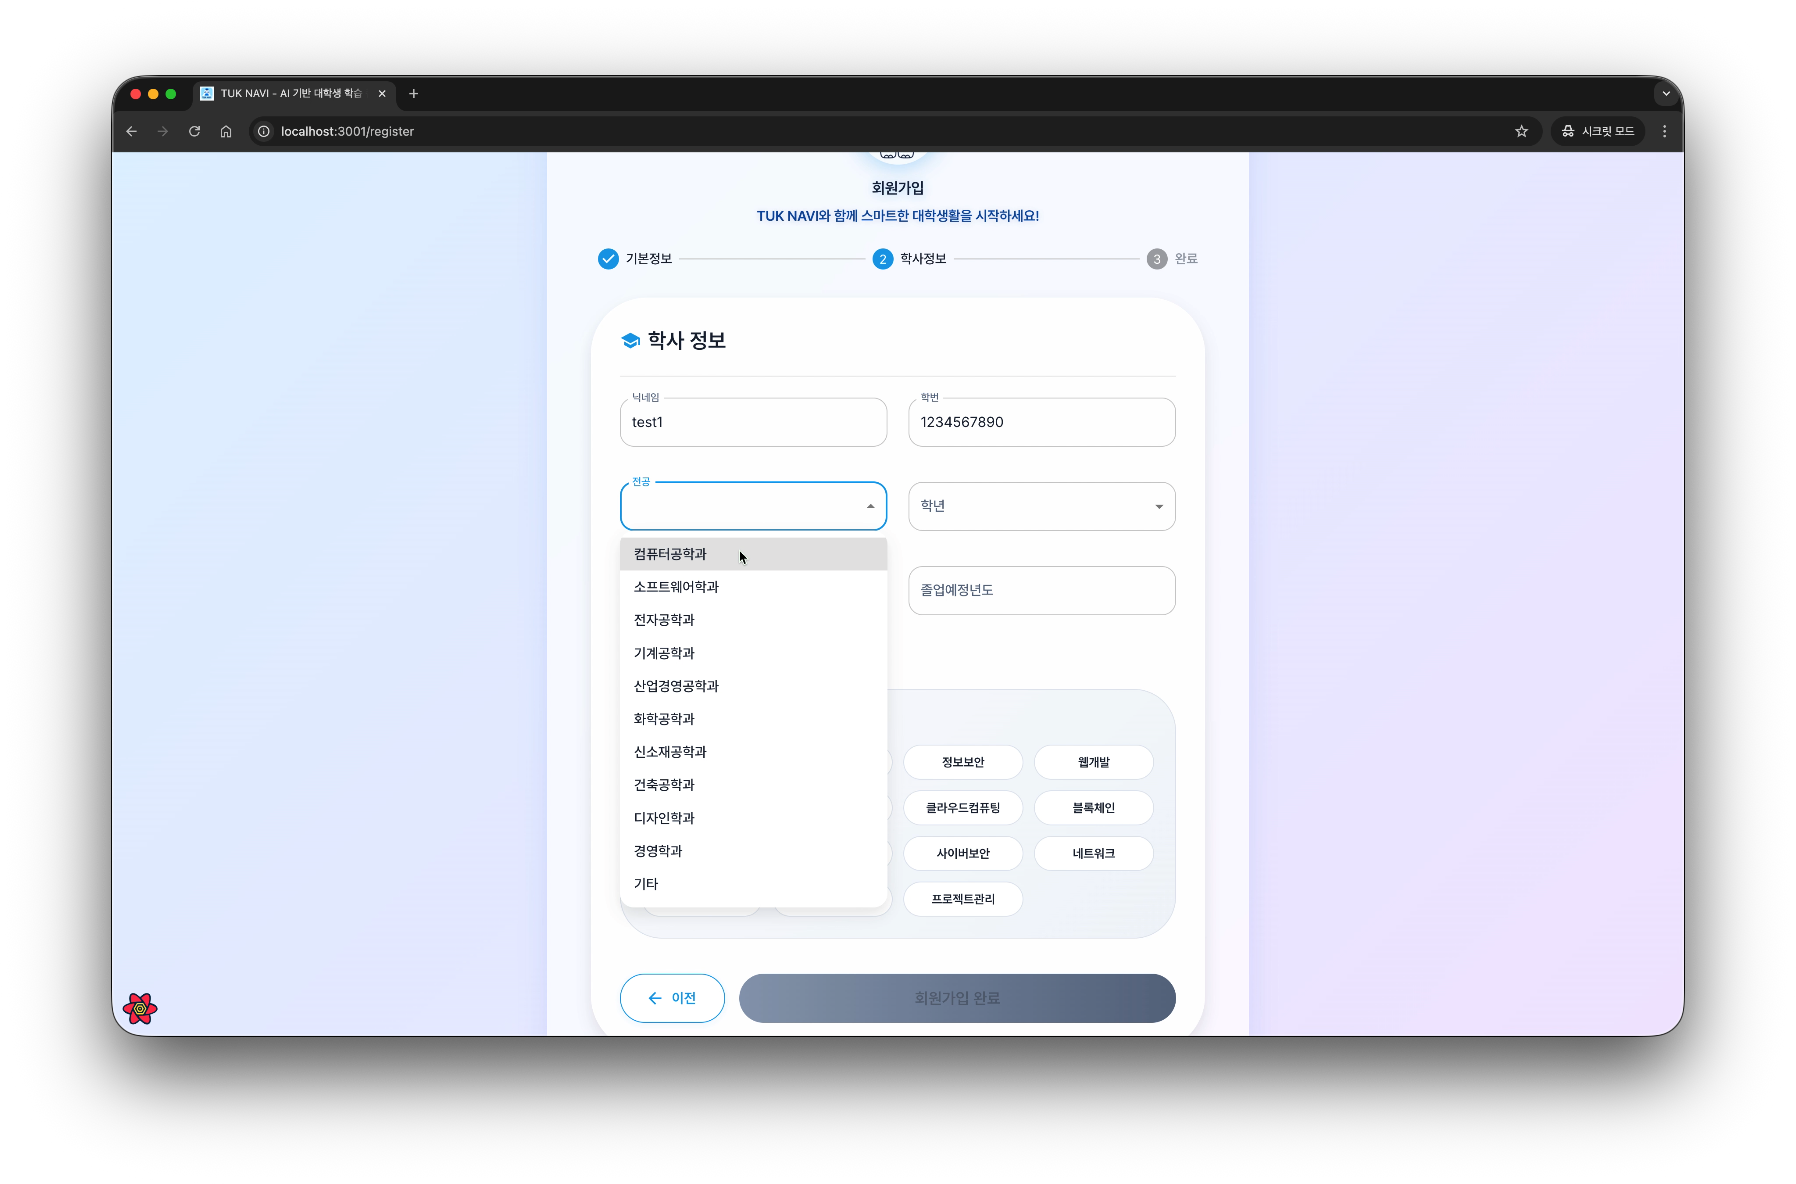 TUK NAVI - AI 기반 대학생 학습
localhost:3001/register
시크릿 모드
회원가입
TUK NAVI와 함께 스마트한 대학생활을 시작하세요!
기본정보
2 학사정보
3 완료
학사 정보
닉네임
test1
학번
1234567890
전공
학년
컴퓨터공학과
소프트웨어학과
전자공학과
기계공학과
산업경영공학과
화학공학과
신소재공학과
건축공학과
디자인학과
경영학과
기타
졸업예정년도
정보보안
웹개발
클라우드컴퓨팅
블록체인
사이버보안
네트워크
프로젝트관리
이전
회원가입 완료